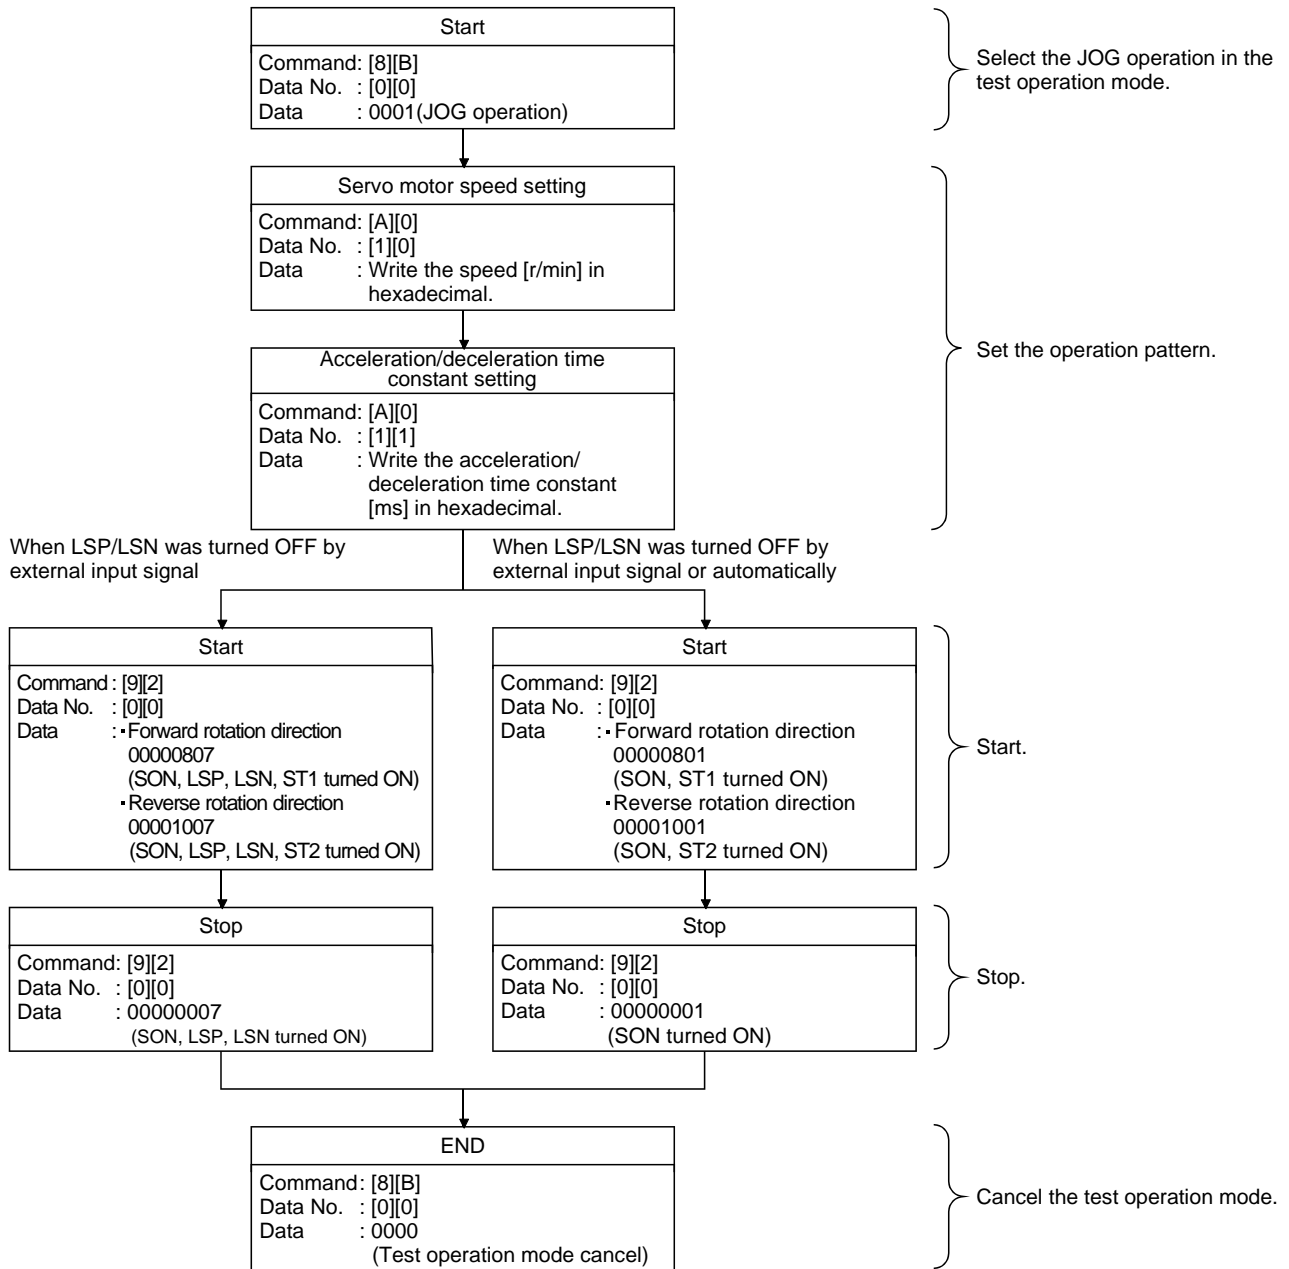 Start
Command: [8][B]
Data No. : [0][0]
Data : 0001(JOG operation)
Select the JOG operation in the
test operation mode.
Servo motor speed setting
Command: [A][0]
Data No. : [1][0]
Data : Write the speed [r/min] in
hexadecimal.
Acceleration/deceleration time
constant setting
Command: [A][0]
Data No. : [1][1]
Data : Write the acceleration/
deceleration time constant
[ms] in hexadecimal.
Set the operation pattern.
When LSP/LSN was turned OFF by
external input signal
When LSP/LSN was turned OFF by
external input signal or automatically
Start
Command : [9][2]
Data No. : [0][0]
Data : ▪Forward rotation direction
00000807
(SON, LSP, LSN, ST1 turned ON)
▪Reverse rotation direction
00001007
(SON, LSP, LSN, ST2 turned ON)
Start
Command: [9][2]
Data No. : [0][0]
Data : ▪Forward rotation direction
00000801
(SON, ST1 turned ON)
▪Reverse rotation direction
00001001
(SON, ST2 turned ON)
Start.
Stop
Command: [9][2]
Data No. : [0][0]
Data : 00000007
(SON, LSP, LSN turned ON)
Stop
Command: [9][2]
Data No. : [0][0]
Data : 00000001
(SON turned ON)
Stop.
END
Command: [8][B]
Data No. : [0][0]
Data : 0000
(Test operation mode cancel)
Cancel the test operation mode.